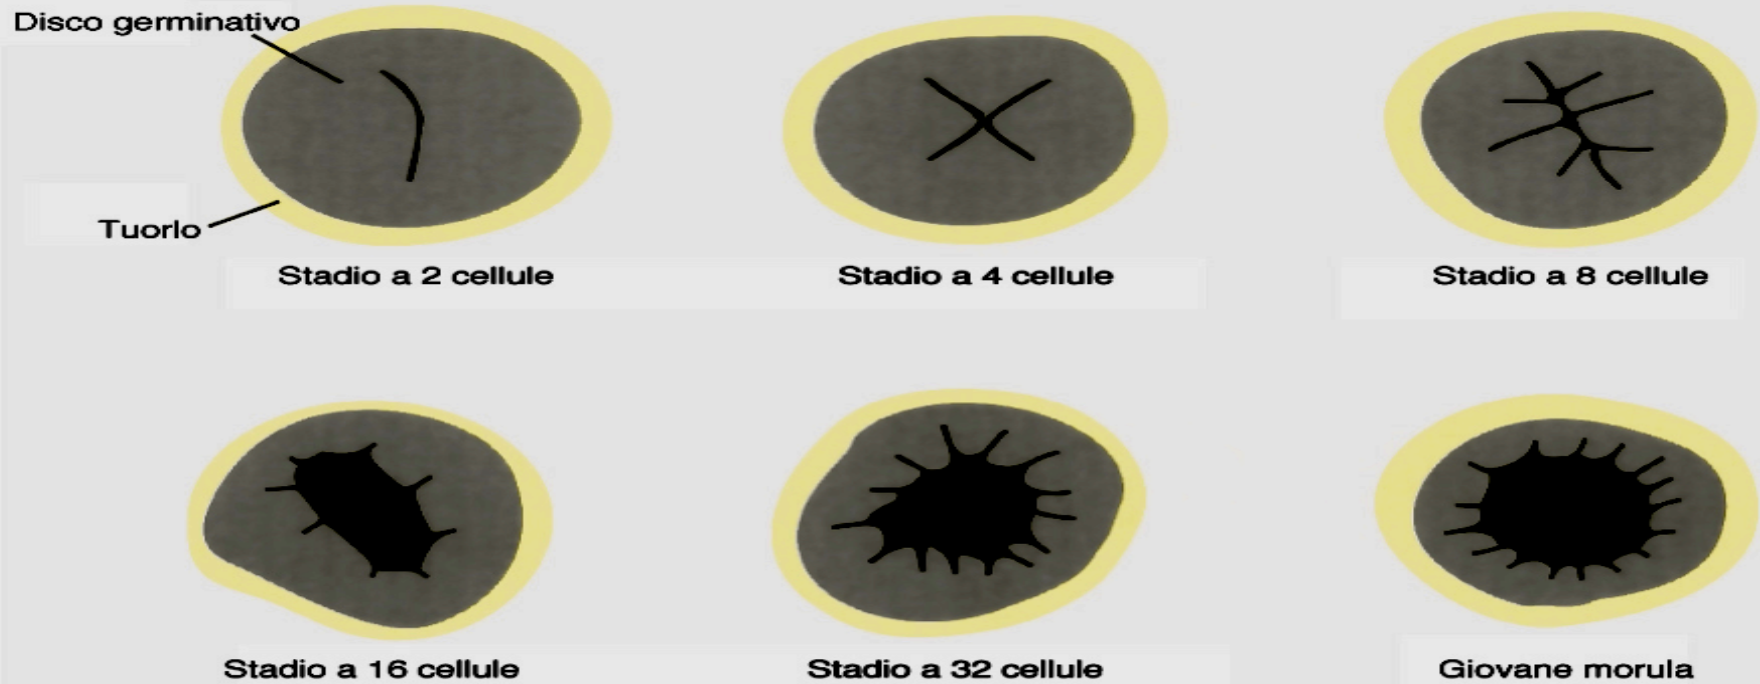 Disco germinativo
Tuorlo
Stadio a 2 cellule
Stadio a 4 cellule
Stadio a 8 cellule
Stadio a 16 cellule
Stadio a 32 cellule
Giovane morula